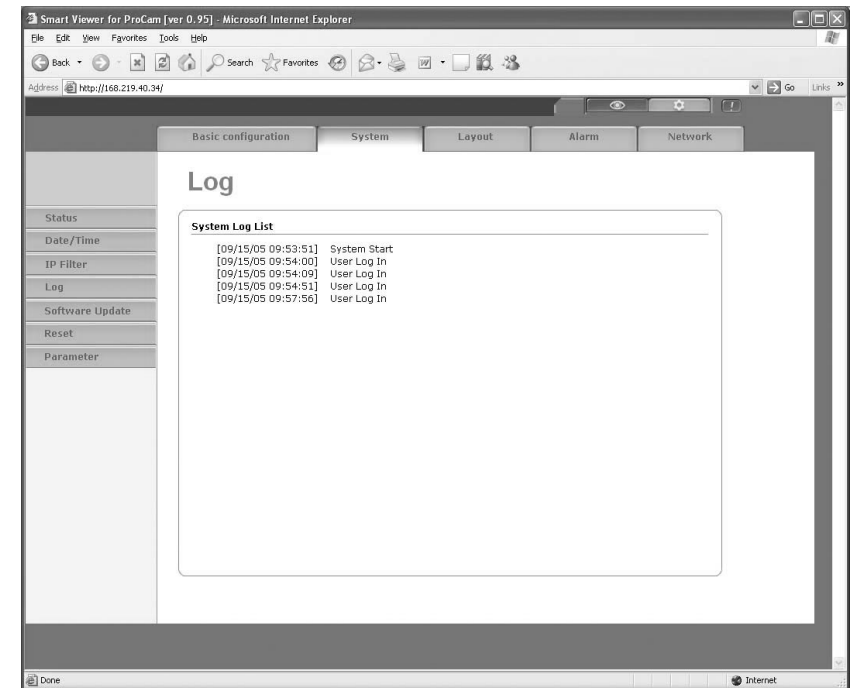 Smart Viewer for ProCam [ver 0.95] - Microsoft Internet Explorer
File Edit View Favorites Tools Help
Back Search Favorites
Address http://168.219.40.34/ Go Links »
Basic configuration System Layout Alarm Network
Log
Status
Date/Time
IP Filter
Log
Software Update
Reset
Parameter
System Log List
[09/15/05 09:53:51] System Start
[09/15/05 09:54:00] User Log In
[09/15/05 09:54:09] User Log In
[09/15/05 09:54:51] User Log In
[09/15/05 09:57:56] User Log In
Done Internet